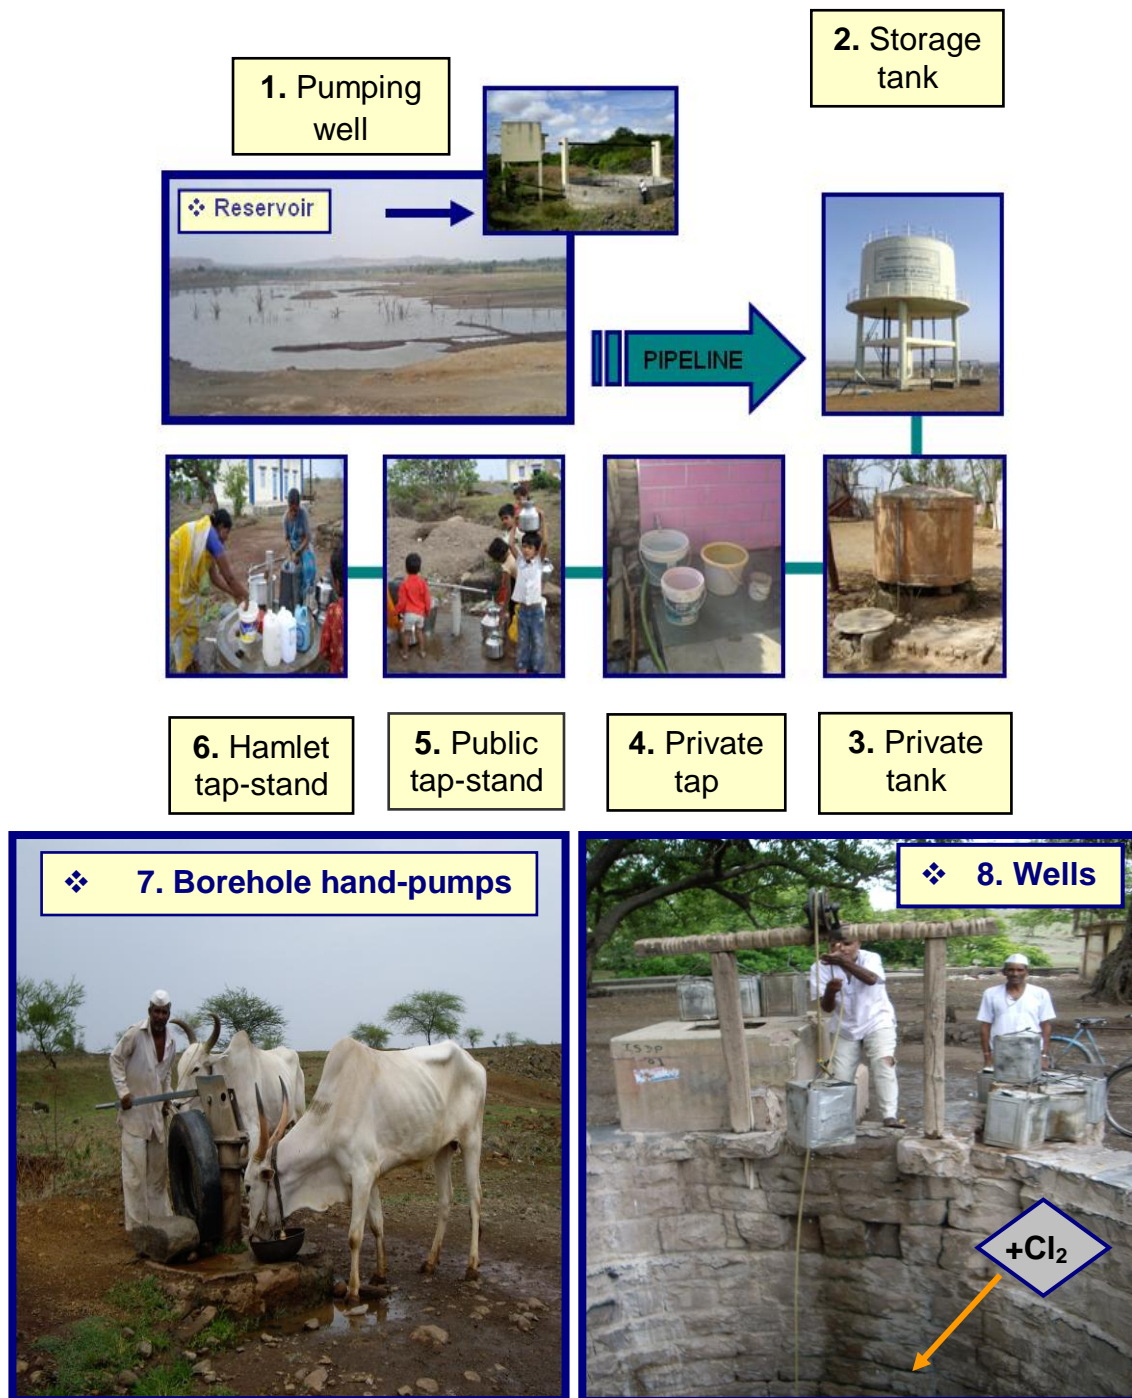 1. Pumping
well
2. Storage
tank
❖ Reservoir
PIPELINE
6. Hamlet
tap-stand
5. Public
tap-stand
4. Private
tap
3. Private
tank
❖ 7. Borehole hand-pumps
❖ 8. Wells
+Cl₂